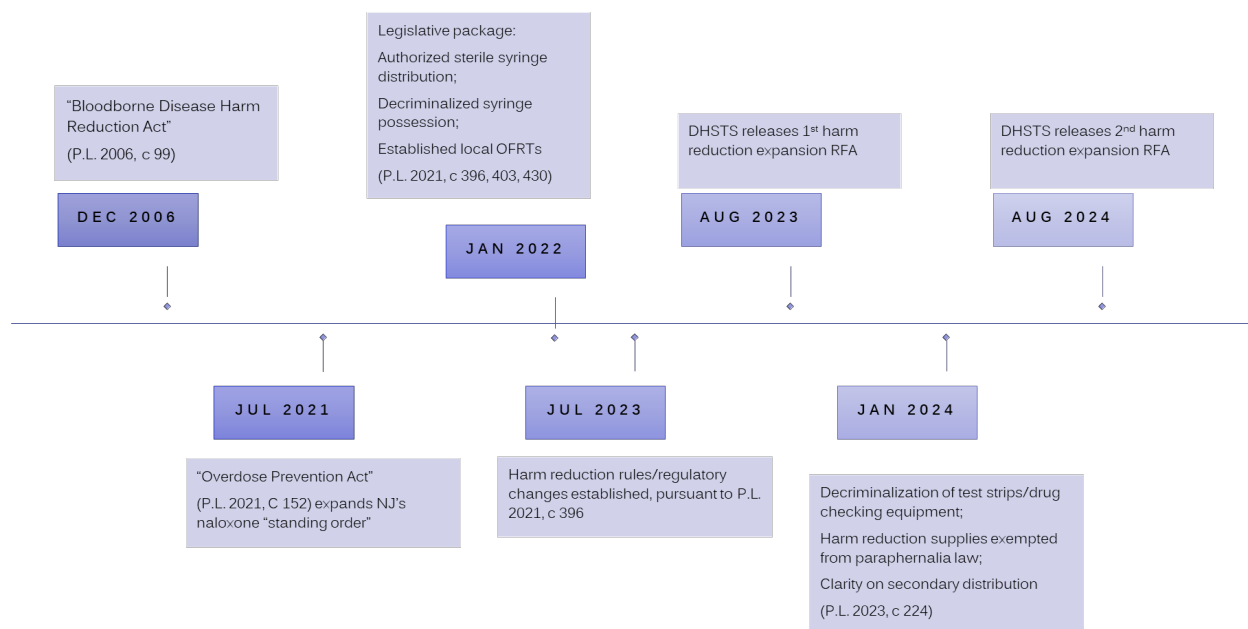 “Bloodborne Disease Harm
Reduction Act”
(P.L. 2006, c 99)
DEC 2006
“Overdose Prevention Act”
(P.L. 2021, C 152) expands NJ’s
naloxone “standing order”
JUL 2021
Legislative package:
Authorized sterile syringe
distribution;
Decriminalized syringe
possession;
Established local OFRTs
(P.L. 2021, c 396, 403, 430)
JAN 2022
JUL 2023
Harm reduction rules/regulatory
changes established, pursuant to P.L.
2021, c 396
DHSTS releases 1st harm
reduction expansion RFA
AUG 2023
JAN 2024
Decriminalization of test strips/drug
checking equipment;
Harm reduction supplies exempted
from paraphernalia law;
Clarity on secondary distribution
(P.L. 2023, c 224)
DHSTS releases 2nd harm
reduction expansion RFA
AUG 2024